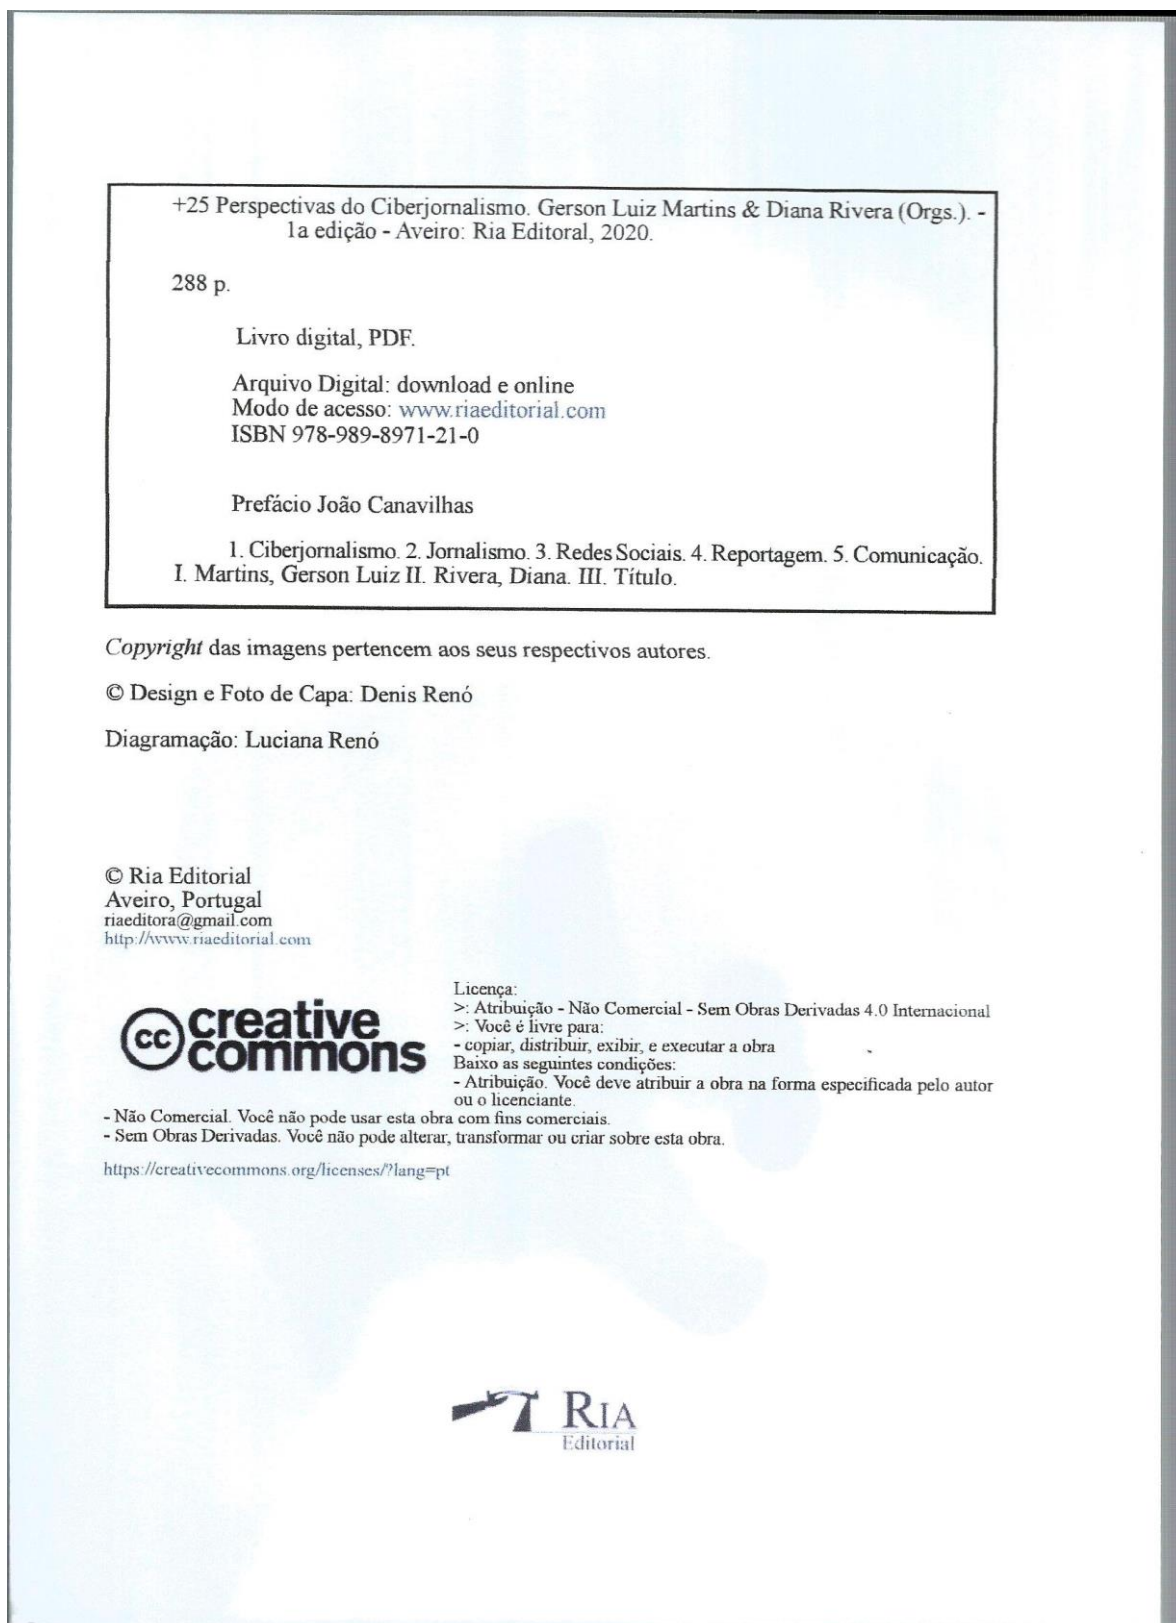 +25 Perspectivas do Ciberjornalismo. Gerson Luiz Martins & Diana Rivera (Orgs.). -
1a edição - Aveiro: Ria Editoral, 2020.
288 p.
Livro digital, PDF.
Arquivo Digital: download e online
Modo de acesso: www.riaeditorial.com
ISBN 978-989-8971-21-0
Prefácio João Canavilhas
1. Ciberjornalismo. 2. Jornalismo. 3. Redes Sociais. 4. Reportagem. 5. Comunicação.
I. Martins, Gerson Luiz II. Rivera, Diana. III. Título.
Copyright das imagens pertencem aos seus respectivos autores.
© Design e Foto de Capa: Denis Renó
Diagramação: Luciana Renó
© Ria Editorial
Aveiro, Portugal
riaeditora@gmail.com
http://www.riaeditorial.com
cc creative
commons
Licença:
>: Atribuição - Não Comercial - Sem Obras Derivadas 4.0 Internacional
>: Você é livre para:
- copiar, distribuir, exibir, e executar a obra
Baixo as seguintes condições:
- Atribuição. Você deve atribuir a obra na forma especificada pelo autor
ou o licenciante.
- Não Comercial. Você não pode usar esta obra com fins comerciais.
- Sem Obras Derivadas. Você não pode alterar, transformar ou criar sobre esta obra.
https://creativecommons.org/licenses/?lang=pt
RIA
Editorial